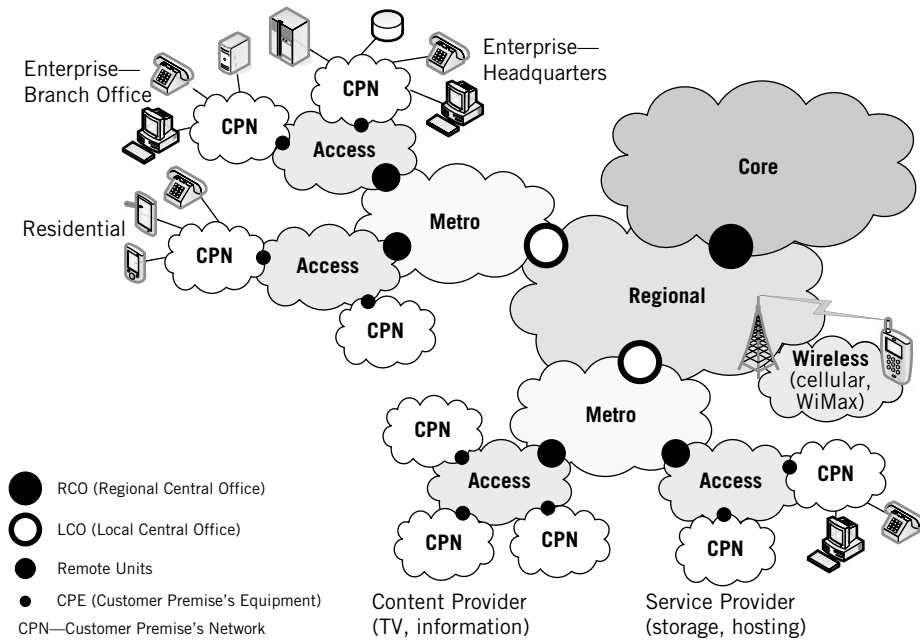 Enterprise—
Branch Office
Enterprise—
Headquarters
CPN
CPN
Access
Core
Residential
Metro
CPN
Access
Regional
CPN
Wireless
(cellular,
WiMax)
Metro
CPN
Access
Access
CPN
CPN
CPN
CPN
RCO (Regional Central Office)
LCO (Local Central Office)
Remote Units
CPE (Customer Premise's Equipment)
CPN—Customer Premise's Network
Content Provider
(TV, information)
Service Provider
(storage, hosting)